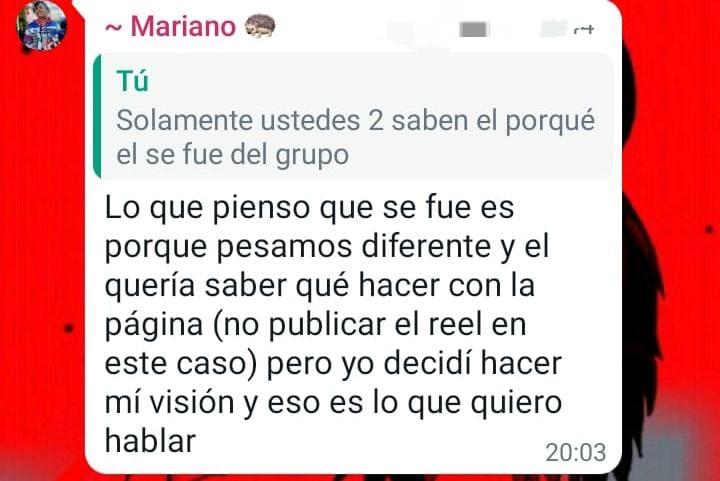 ~ Mariano 🦔
Tú
Solamente ustedes 2 saben el porqué
el se fue del grupo
Lo que pienso que se fue es
porque pesamos diferente y el
quería saber qué hacer con la
página (no publicar el reel en
este caso) pero yo decidí hacer
mí visión y eso es lo que quiero
hablar
20:03